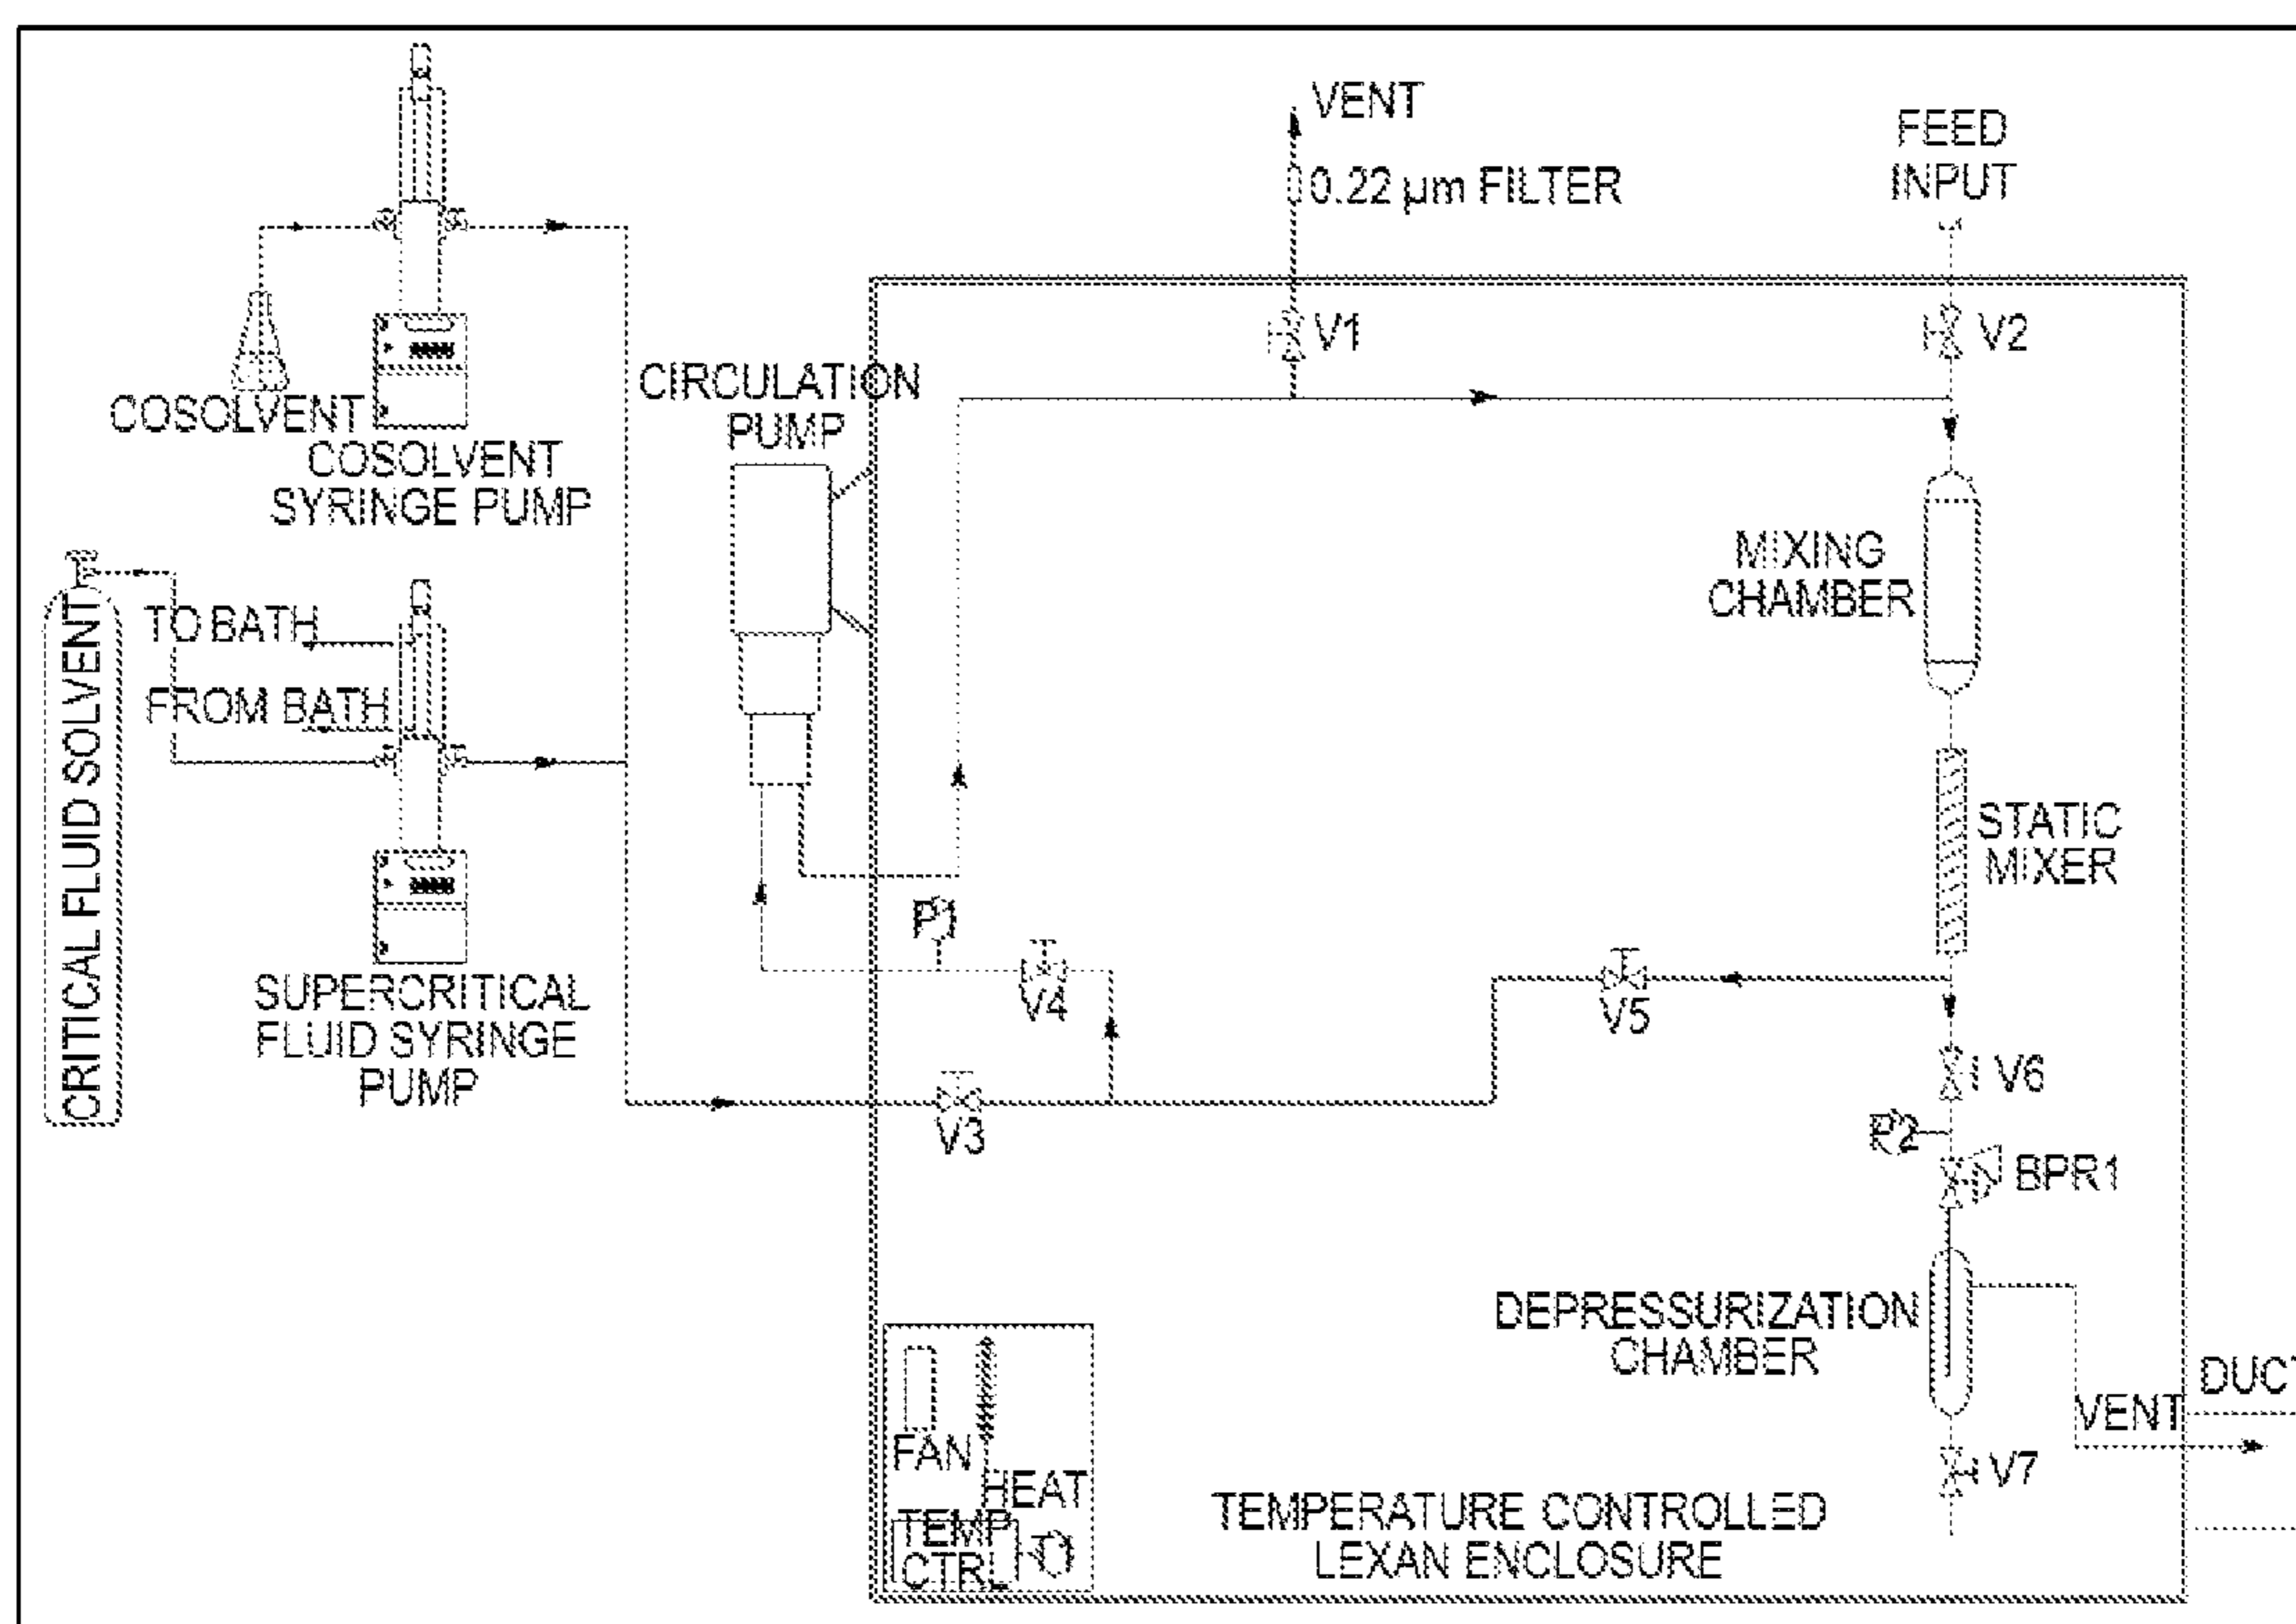 VENT
0.22 µm FILTER
FEED
INPUT
V1
V2
COSOLVENT
COSOLVENT
SYRINGE PUMP
CIRCULATION
PUMP
MIXING
CHAMBER
CRITICAL FLUID SOLVENT
TO BATH
FROM BATH
STATIC
MIXER
P1
V4
V5
SUPERCRITICAL
FLUID SYRINGE
PUMP
V3
V6
P2
BPR1
DEPRESSURIZATION
CHAMBER
DUCT
VENT
FAN
HEAT
TEMP
CTRL
V7
TEMPERATURE CONTROLLED
LEXAN ENCLOSURE